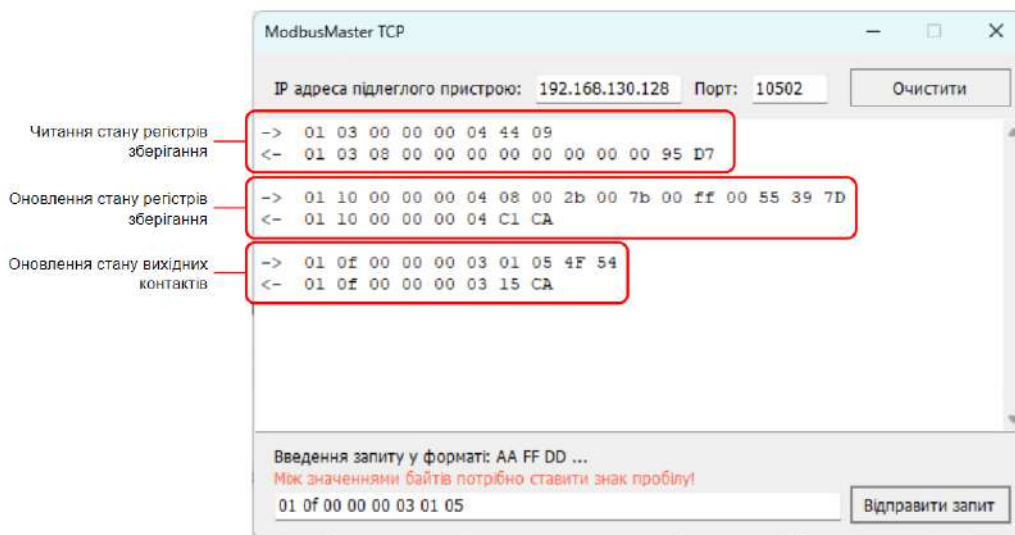 ModbusMaster TCP
IP адреса підлеглого пристрою: 192.168.130.128 Порт: 10502 Очистити
Читання стану регістрів
зберігання
-> 01 03 00 00 00 04 44 09
<- 01 03 08 00 00 00 00 00 00 00 00 95 D7
Оновлення стану регістрів
зберігання
-> 01 10 00 00 00 04 08 00 2b 00 7b 00 ff 00 55 39 7D
<- 01 10 00 00 00 04 C1 CA
Оновлення стану вихідних
контактів
-> 01 0f 00 00 00 03 01 05 4F 54
<- 01 0f 00 00 00 03 15 CA
Введення запиту у форматі: AA FF DD ...
Між значеннями байтів потрібно ставити знак пробілу!
01 0f 00 00 00 03 01 05 Відправити запит